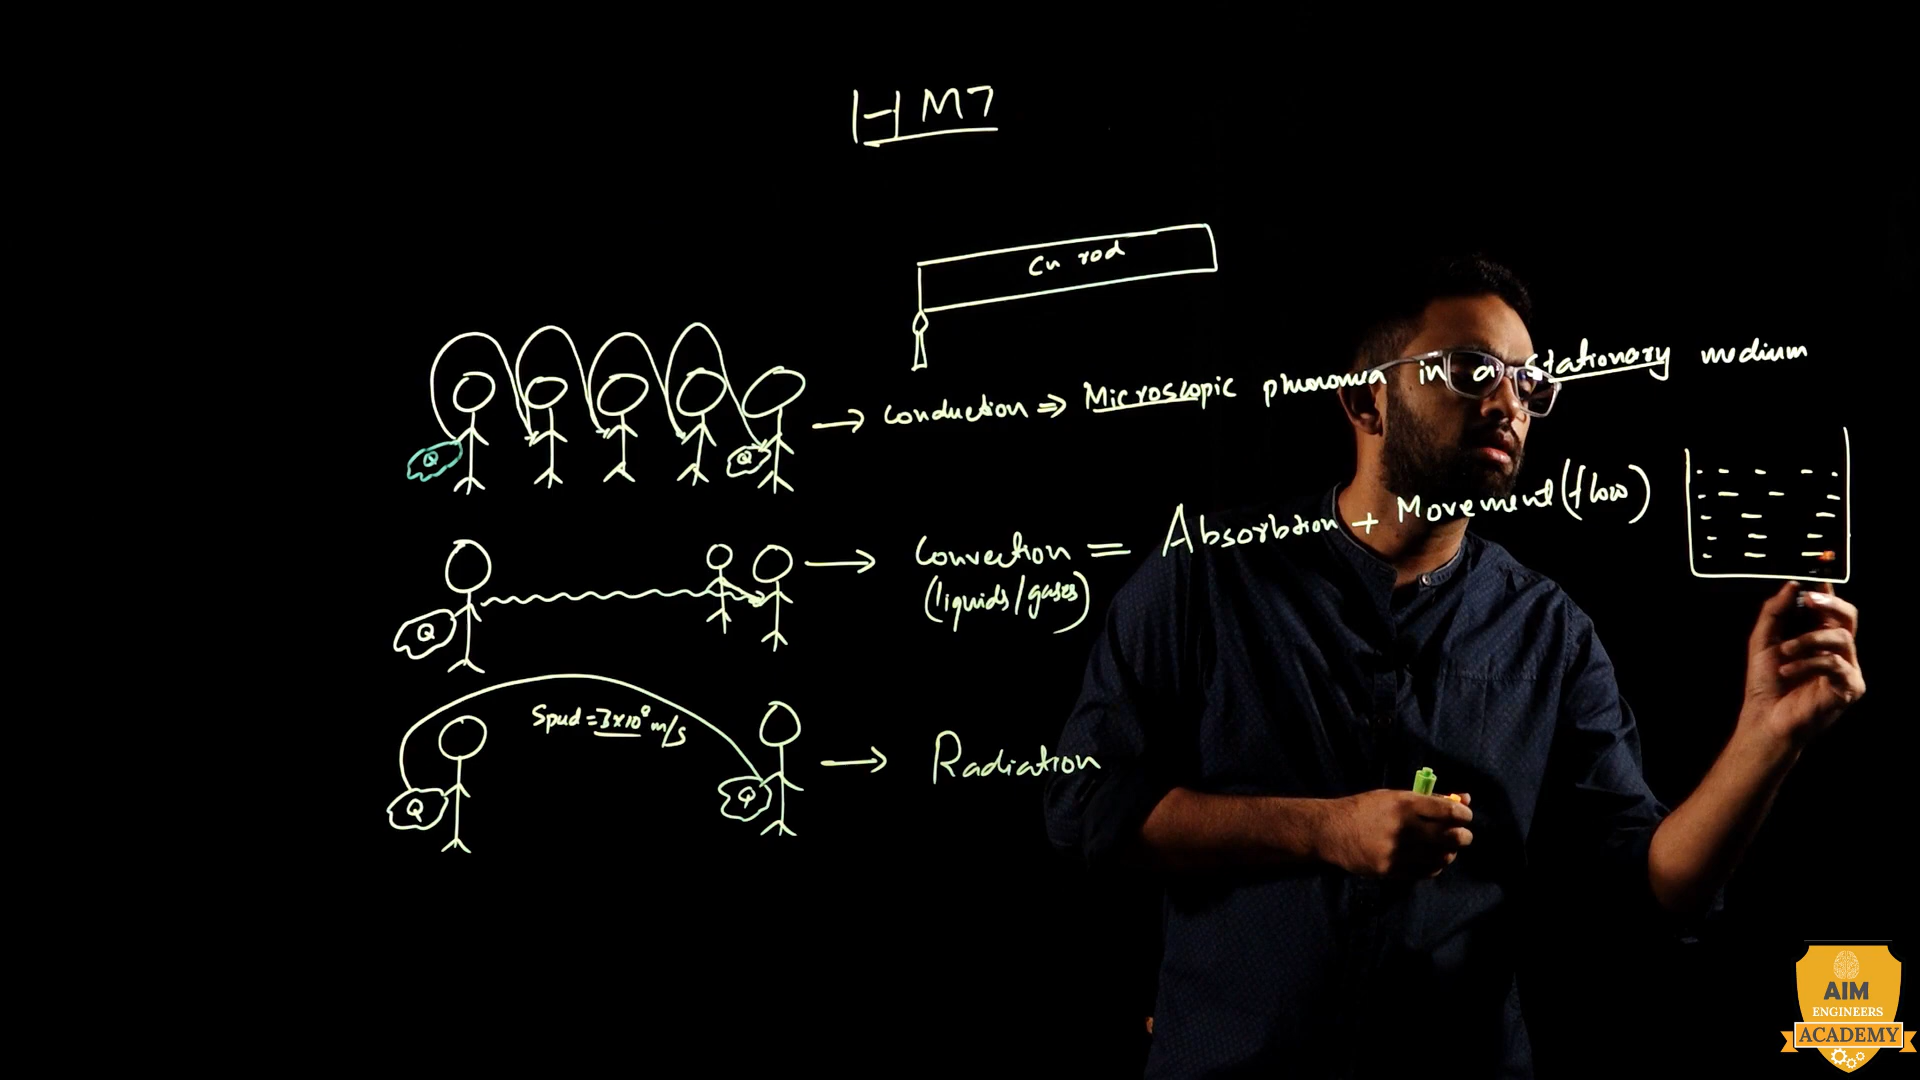 HMT
Cu rod
Q
Q
conduction ⇒ Microscopic phenomena in a stationary medium
Q
Convection = Absorbtion + Movement (flow)
(liquids/gases)
Speed = 3×10⁸ m/s
Q
Q
Radiation
AIM
ENGINEERS
ACADEMY